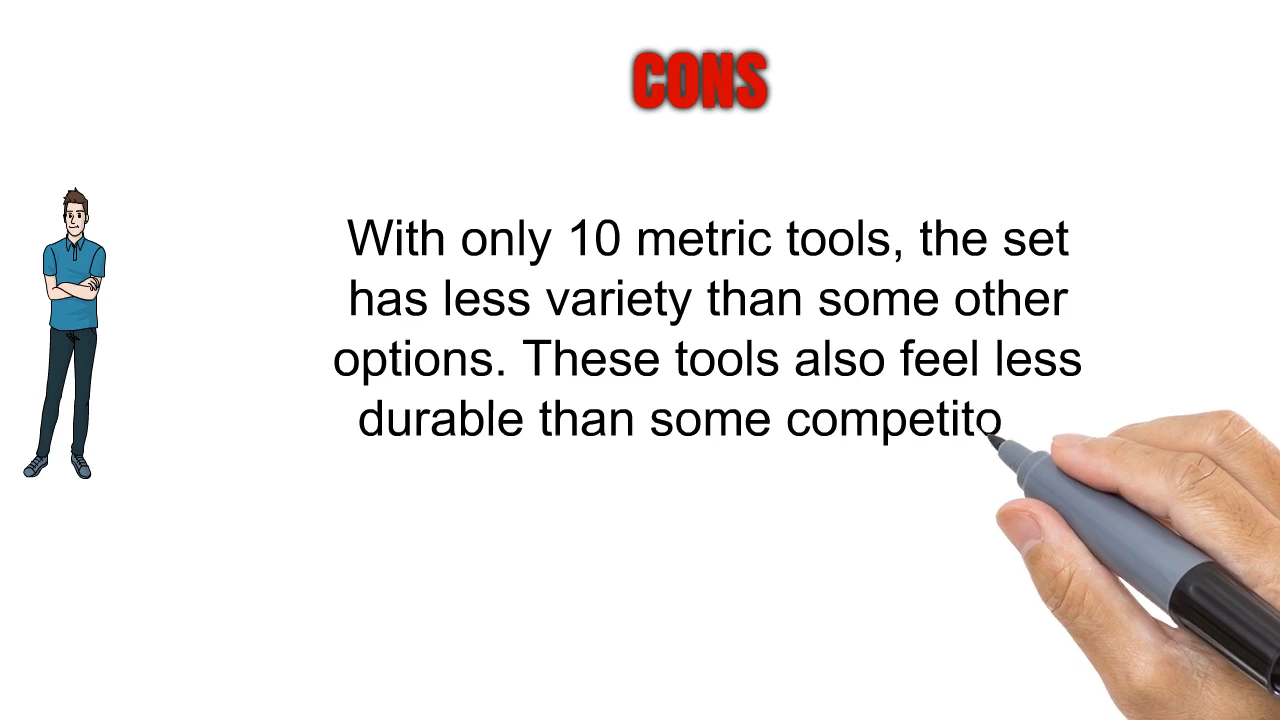 CONS
With only 10 metric tools, the set
has less variety than some other
options. These tools also feel less
durable than some competito